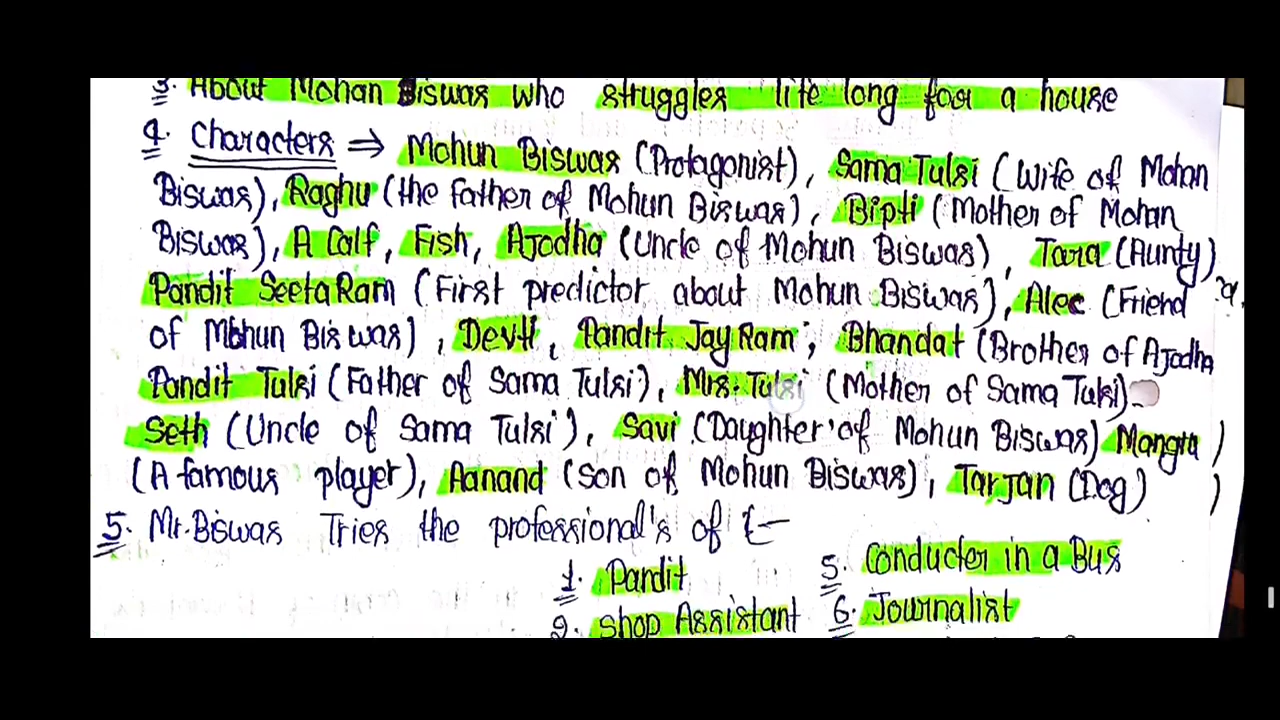 3. About Mohan Biswas who struggles life long foor a house
4. Characters ⇒ Mohun Biswas (Protagonist), Sama Tulsi (Wife of Mohan
Biswas), Raghu (the father of Mohun Biswas), Bipti (Mother of Mohan
Biswas), A Calf, Fish, Ajodha (Uncle of Mohun Biswas), Tara (Aunty)
Pandit SeetaRam (First predictor about Mohun Biswas), Alec (Friend
of Mohun Biswas), Devti, Pandit JayRam, Bhandat (Brother of Ajodha
Pandit Tulsi (Father of Sama Tulsi), Mrs. Tulsi (Mother of Sama Tulsi)-
Seth (Uncle of Sama Tulsi), Savi (Daughter of Mohun Biswas) Mangra )
(A famous player), Aanand (Son of Mohun Biswas), Tarjan (Dog) )
5. Mr. Biswas Tries the professional's of :-
1. Pandit 5. Conducter in a Bus
2. Shop Assistant 6. Journalist